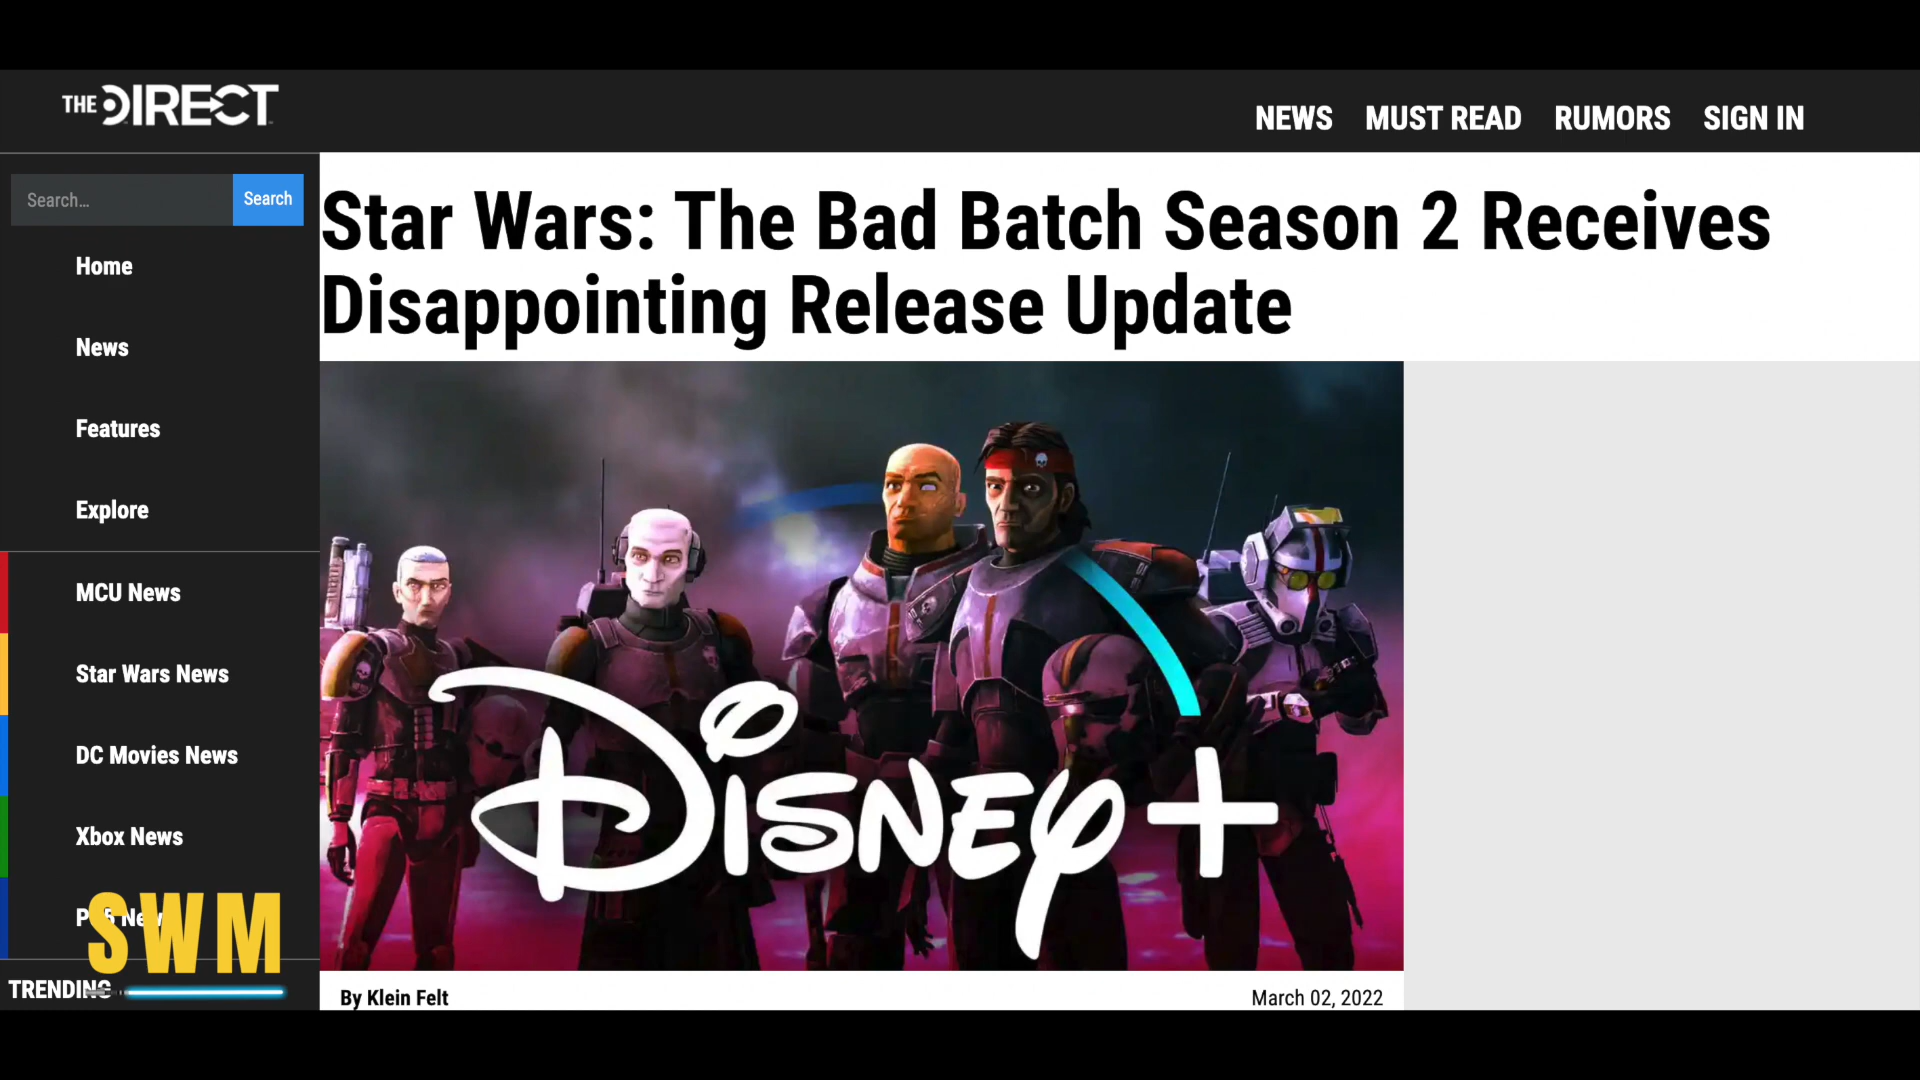 THE DIRECT
NEWS MUST READ RUMORS SIGN IN
Search...
Search
Home
News
Features
Explore
MCU News
Star Wars News
DC Movies News
Xbox News
SWM
TRENDING
Star Wars: The Bad Batch Season 2 Receives
Disappointing Release Update
Disney+
By Klein Felt
March 02, 2022